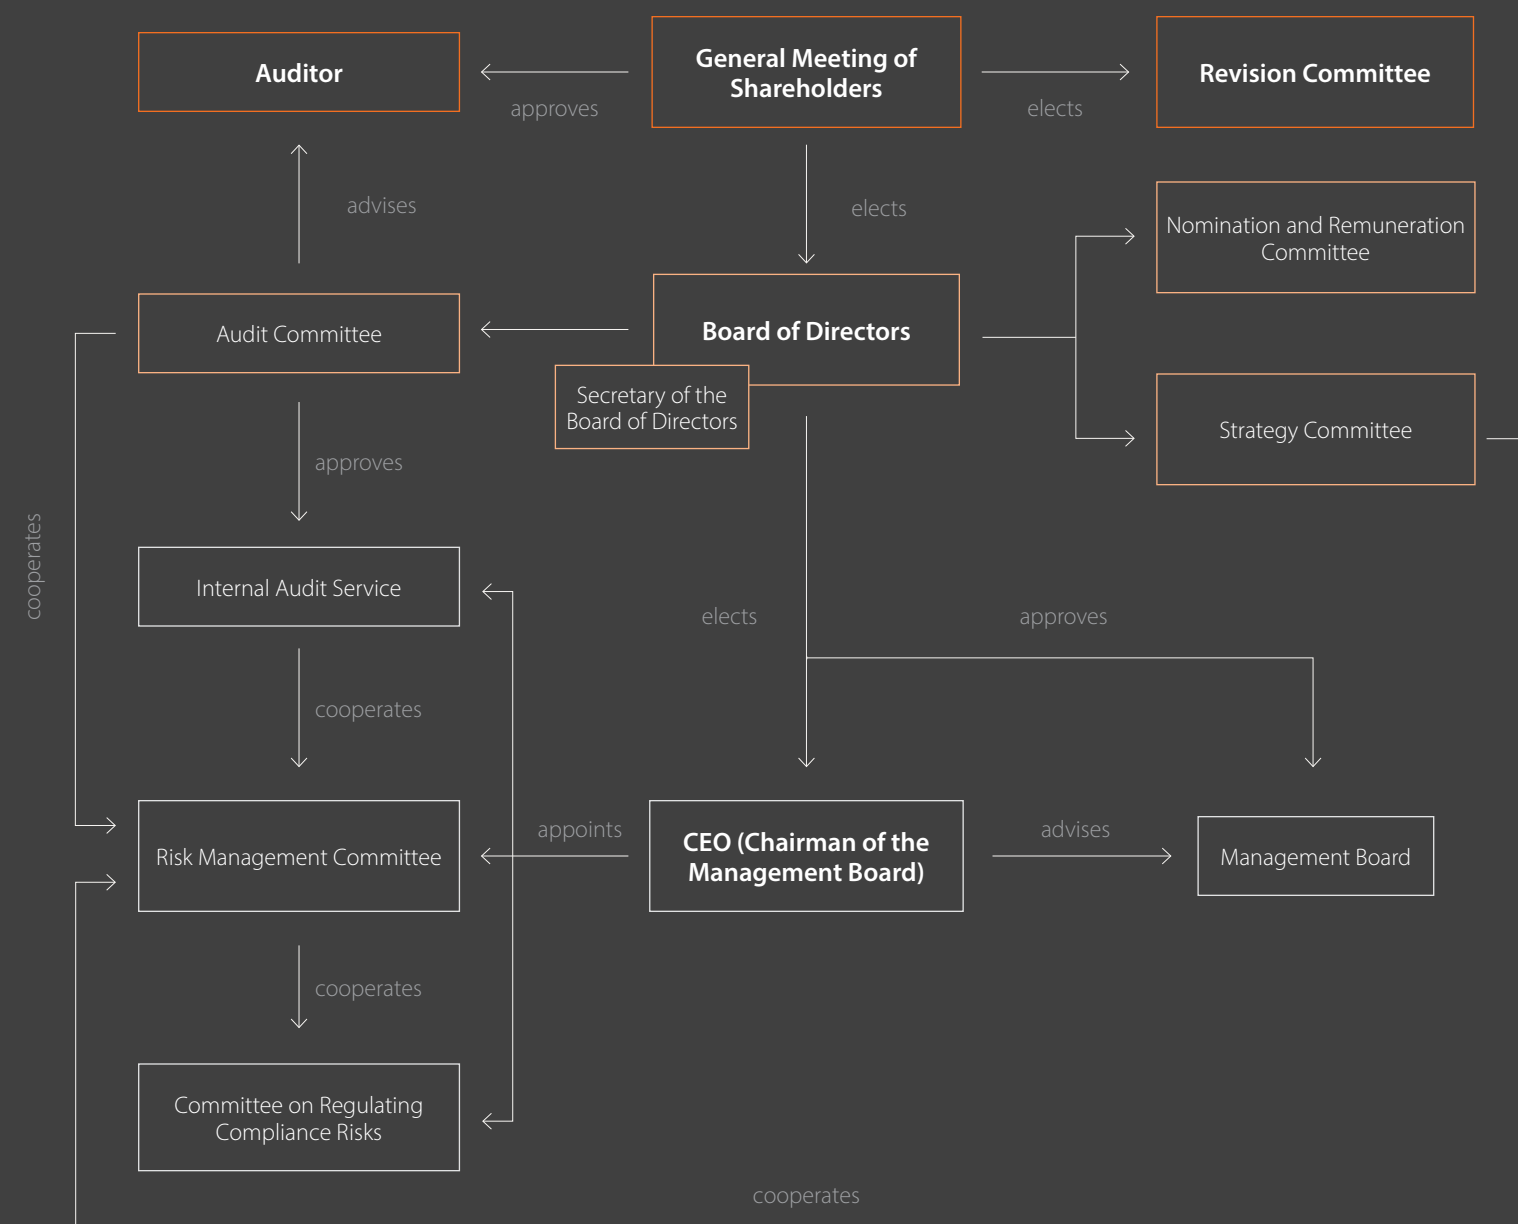 Auditor
approves
General Meeting of
Shareholders
elects
Revision Committee
advises
elects
Nomination and Remuneration
Committee
Audit Committee
Board of Directors
Secretary of the
Board of Directors
Strategy Committee
approves
cooperates
Internal Audit Service
elects
approves
cooperates
Risk Management Committee
appoints
CEO (Chairman of the
Management Board)
advises
Management Board
cooperates
Committee on Regulating
Compliance Risks
cooperates